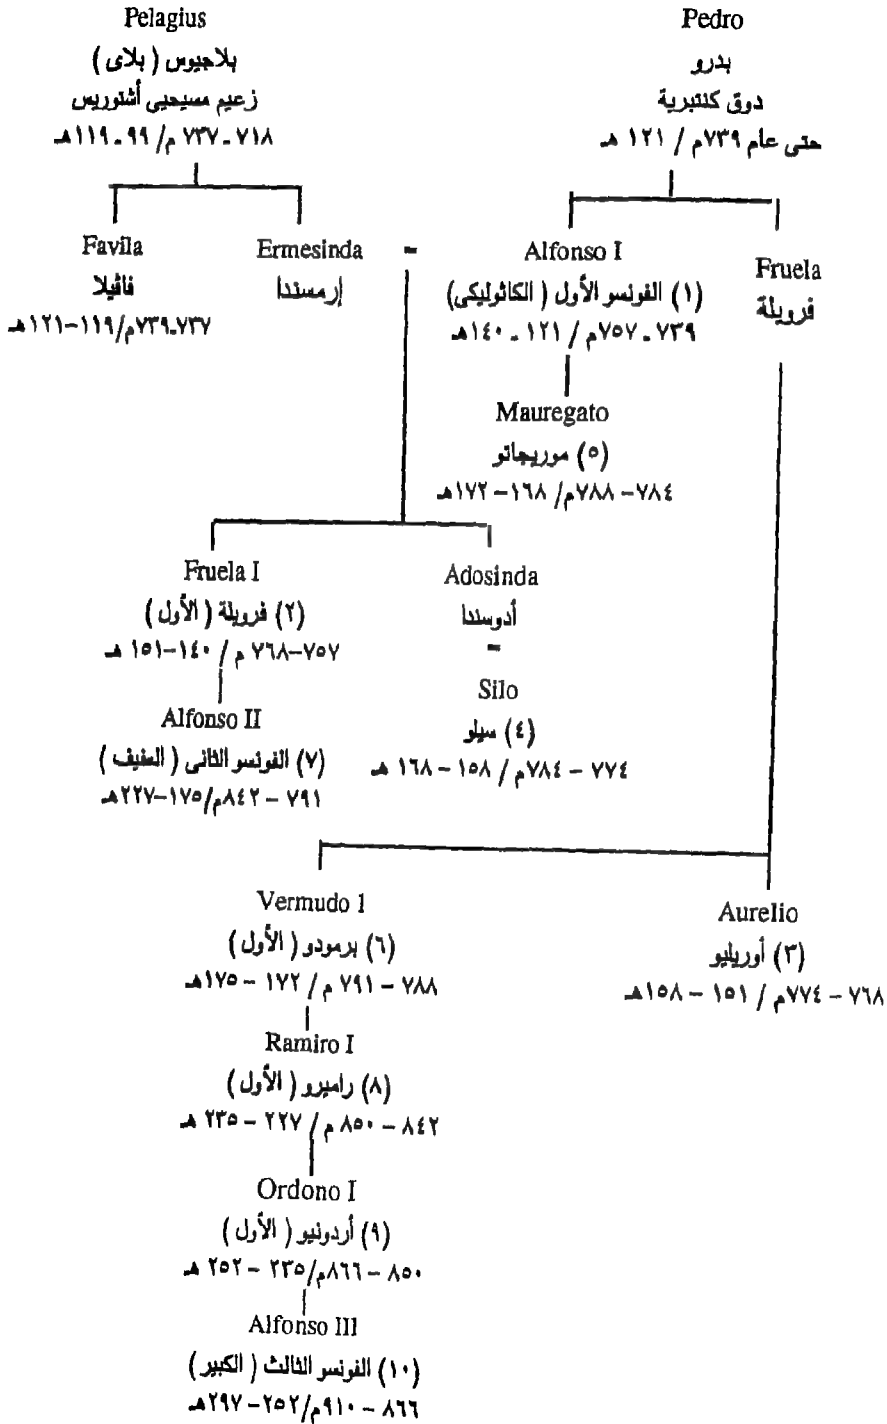 Pelagius
بلاجيوس ( بلاى )
زعيم مسيحيى أشتوريس
٧١٨ - ٧٣٧ م/ ٩٩ - ١١٩هـ
Pedro
بدرو
دوق كنتبرية
حتى عام ٧٣٩م / ١٢١ هـ
Favila
فاڤيلا
٧٣٧-٧٣٩م/١١٩-١٢١هـ
Ermesinda
إرمسندا
=
Alfonso I
(١) الفونسو الأول ( الكاثوليكى)
٧٣٩ - ٧٥٧م / ١٢١ - ١٤٠هـ
Fruela
فرويلة
Mauregato
(٥) موريجاتو
٧٨٤- ٧٨٨م/ ١٦٨-١٧٢هـ
Fruela I
(٢) فرويلة ( الأول )
٧٥٧-٧٦٨ م / ١٤٠-١٥١ هـ
Adosinda
أدوسندا
=
Silo
(٤) سيلو
٧٧٤ - ٧٨٤م / ١٥٨ - ١٦٨ هـ
Alfonso II
(٧) الفونسو الثانى ( العفيف )
٧٩١ - ٨٤٢م/١٧٥-٢٢٧هـ
Vermudo 1
(٦) برمودو ( الأول )
٧٨٨ - ٧٩١ م / ١٧٢ - ١٧٥هـ
Aurelio
(٣) أوريليو
٧٦٨ - ٧٧٤م / ١٥١ - ١٥٨هـ
Ramiro I
(٨) راميرو ( الأول )
٨٤٢ - ٨٥٠ م / ٢٢٧ - ٢٣٥ هـ
Ordono I
(٩) أردونيو ( الأول )
٨٥٠ - ٨٦٦م/٢٣٥ - ٢٥٢ هـ
Alfonso III
(١٠) الفونسو الثالث ( الكبير )
٨٦٦ - ٩١٠م/٢٥٢-٢٩٧هـ